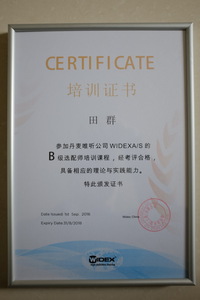 CERTIFICATE
培训证书
田 群
参加丹麦唯听公司WIDEXA/S的
B级选配师培训课程，经考评合格，
具备相应的理论与实践能力。
特此颁发证书
Widex China
WIDEX